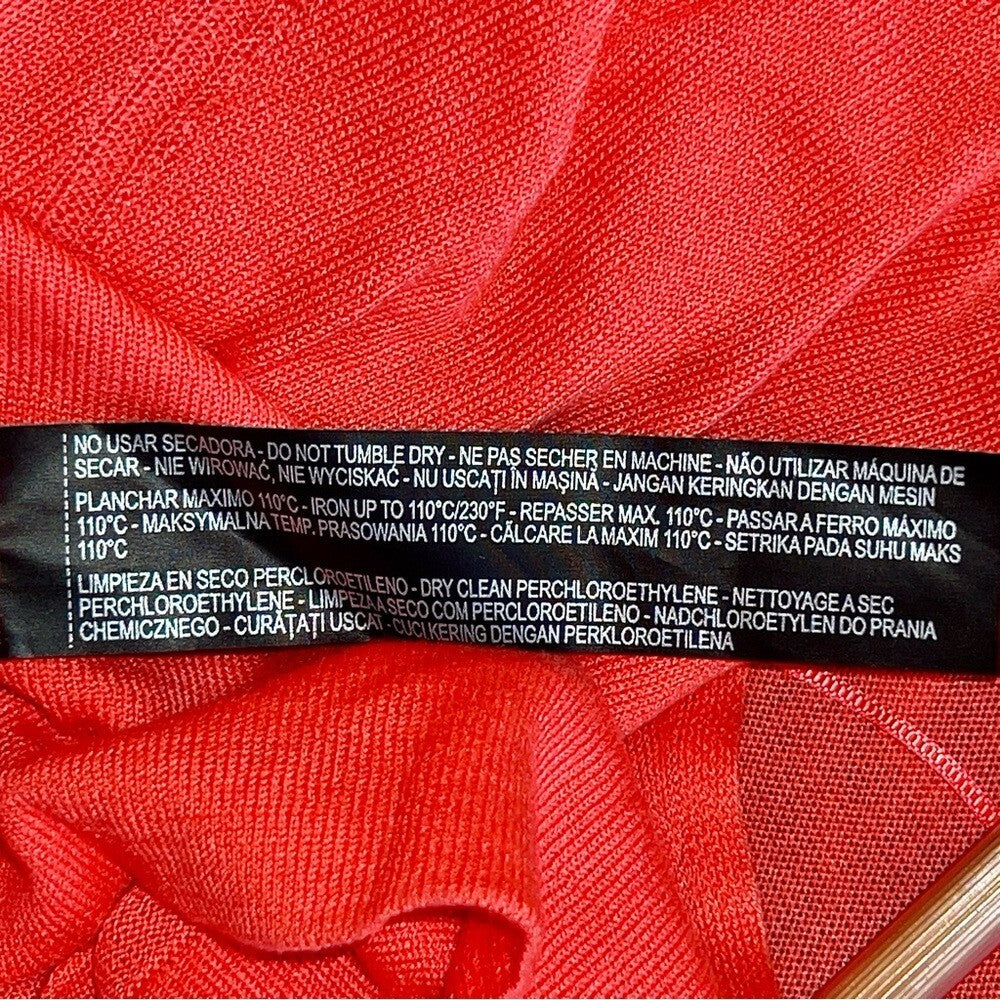 NO USAR SECADORA - DO NOT TUMBLE DRY - NE PAS SECHER EN MACHINE - NÃO UTILIZAR MÁQUINA DE
SECAR - NIE WIROWAĆ, NIE WYCISKAĆ - NU USCAȚI ÎN MAȘINĂ - JANGAN KERINGKAN DENGAN MESIN
PLANCHAR MAXIMO 110°C - IRON UP TO 110°C/230°F - REPASSER MAX. 110°C - PASSAR A FERRO MÁXIMO
110°C - MAKSYMALNA TEMP. PRASOWANIA 110°C - CĂLCARE LA MAXIM 110°C - SETRIKA PADA SUHU MAKS
110°C
LIMPIEZA EN SECO PERCLOROETILENO - DRY CLEAN PERCHLOROETHYLENE - NETTOYAGE A SEC
PERCHLOROETHYLENE - LIMPEZA A SECO COM PERCLOROETILENO - NADCHLOROETYLEN DO PRANIA
CHEMICZNEGO - CURĂȚAȚI USCAT - CUCI KERING DENGAN PERKLOROETILENA